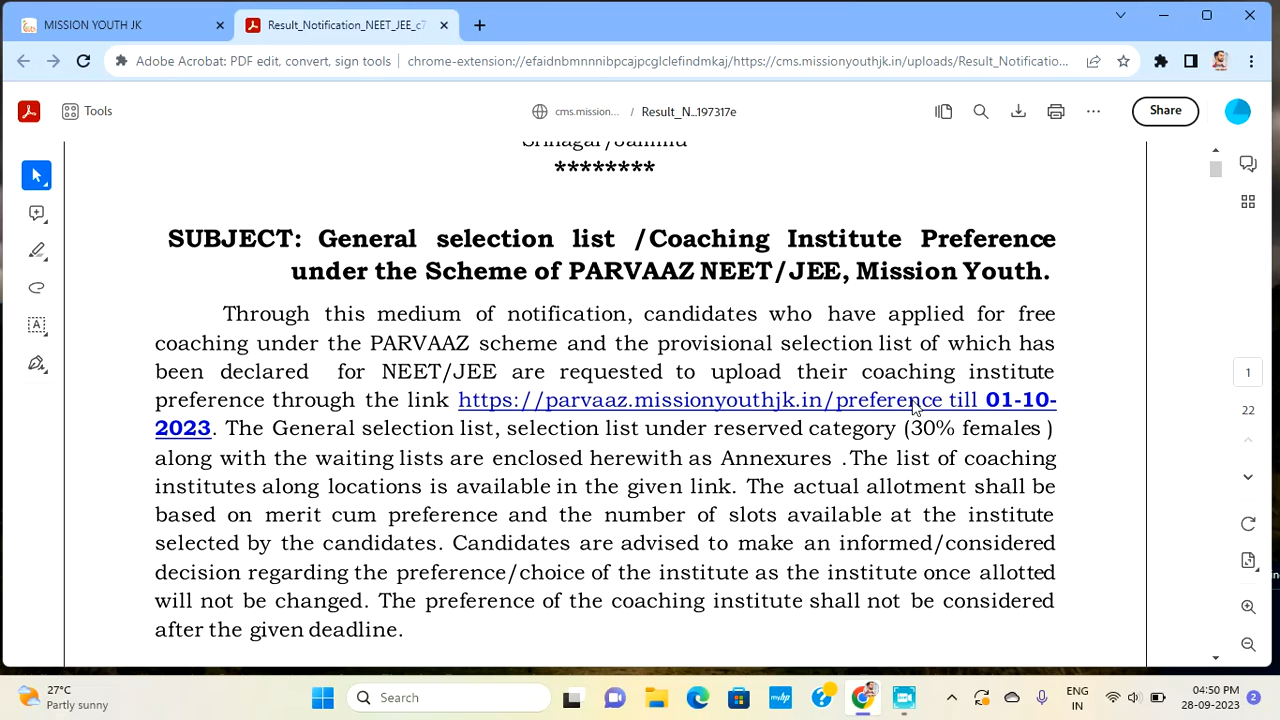 MISSION YOUTH JK
Result_Notification_NEET_JEE_c7
Adobe Acrobat: PDF edit, convert, sign tools
chrome-extension://efaidnbmnnnibpcajpcglclefindmkaj/https://cms.missionyouthjk.in/uploads/Result_Notificatio...
Tools
cms.mission... / Result_N...197317e
Share
Srinagar/Jammu
********
SUBJECT: General selection list /Coaching Institute Preference
under the Scheme of PARVAAZ NEET/JEE, Mission Youth.
Through this medium of notification, candidates who have applied for free
coaching under the PARVAAZ scheme and the provisional selection list of which has
been declared for NEET/JEE are requested to upload their coaching institute
preference through the link https://parvaaz.missionyouthjk.in/preference till 01-10-
2023. The General selection list, selection list under reserved category (30% females )
along with the waiting lists are enclosed herewith as Annexures .The list of coaching
institutes along locations is available in the given link. The actual allotment shall be
based on merit cum preference and the number of slots available at the institute
selected by the candidates. Candidates are advised to make an informed/considered
decision regarding the preference/choice of the institute as the institute once allotted
will not be changed. The preference of the coaching institute shall not be considered
after the given deadline.
1
22
27°C
Partly sunny
Search
ENG
IN
04:50 PM
28-09-2023
2